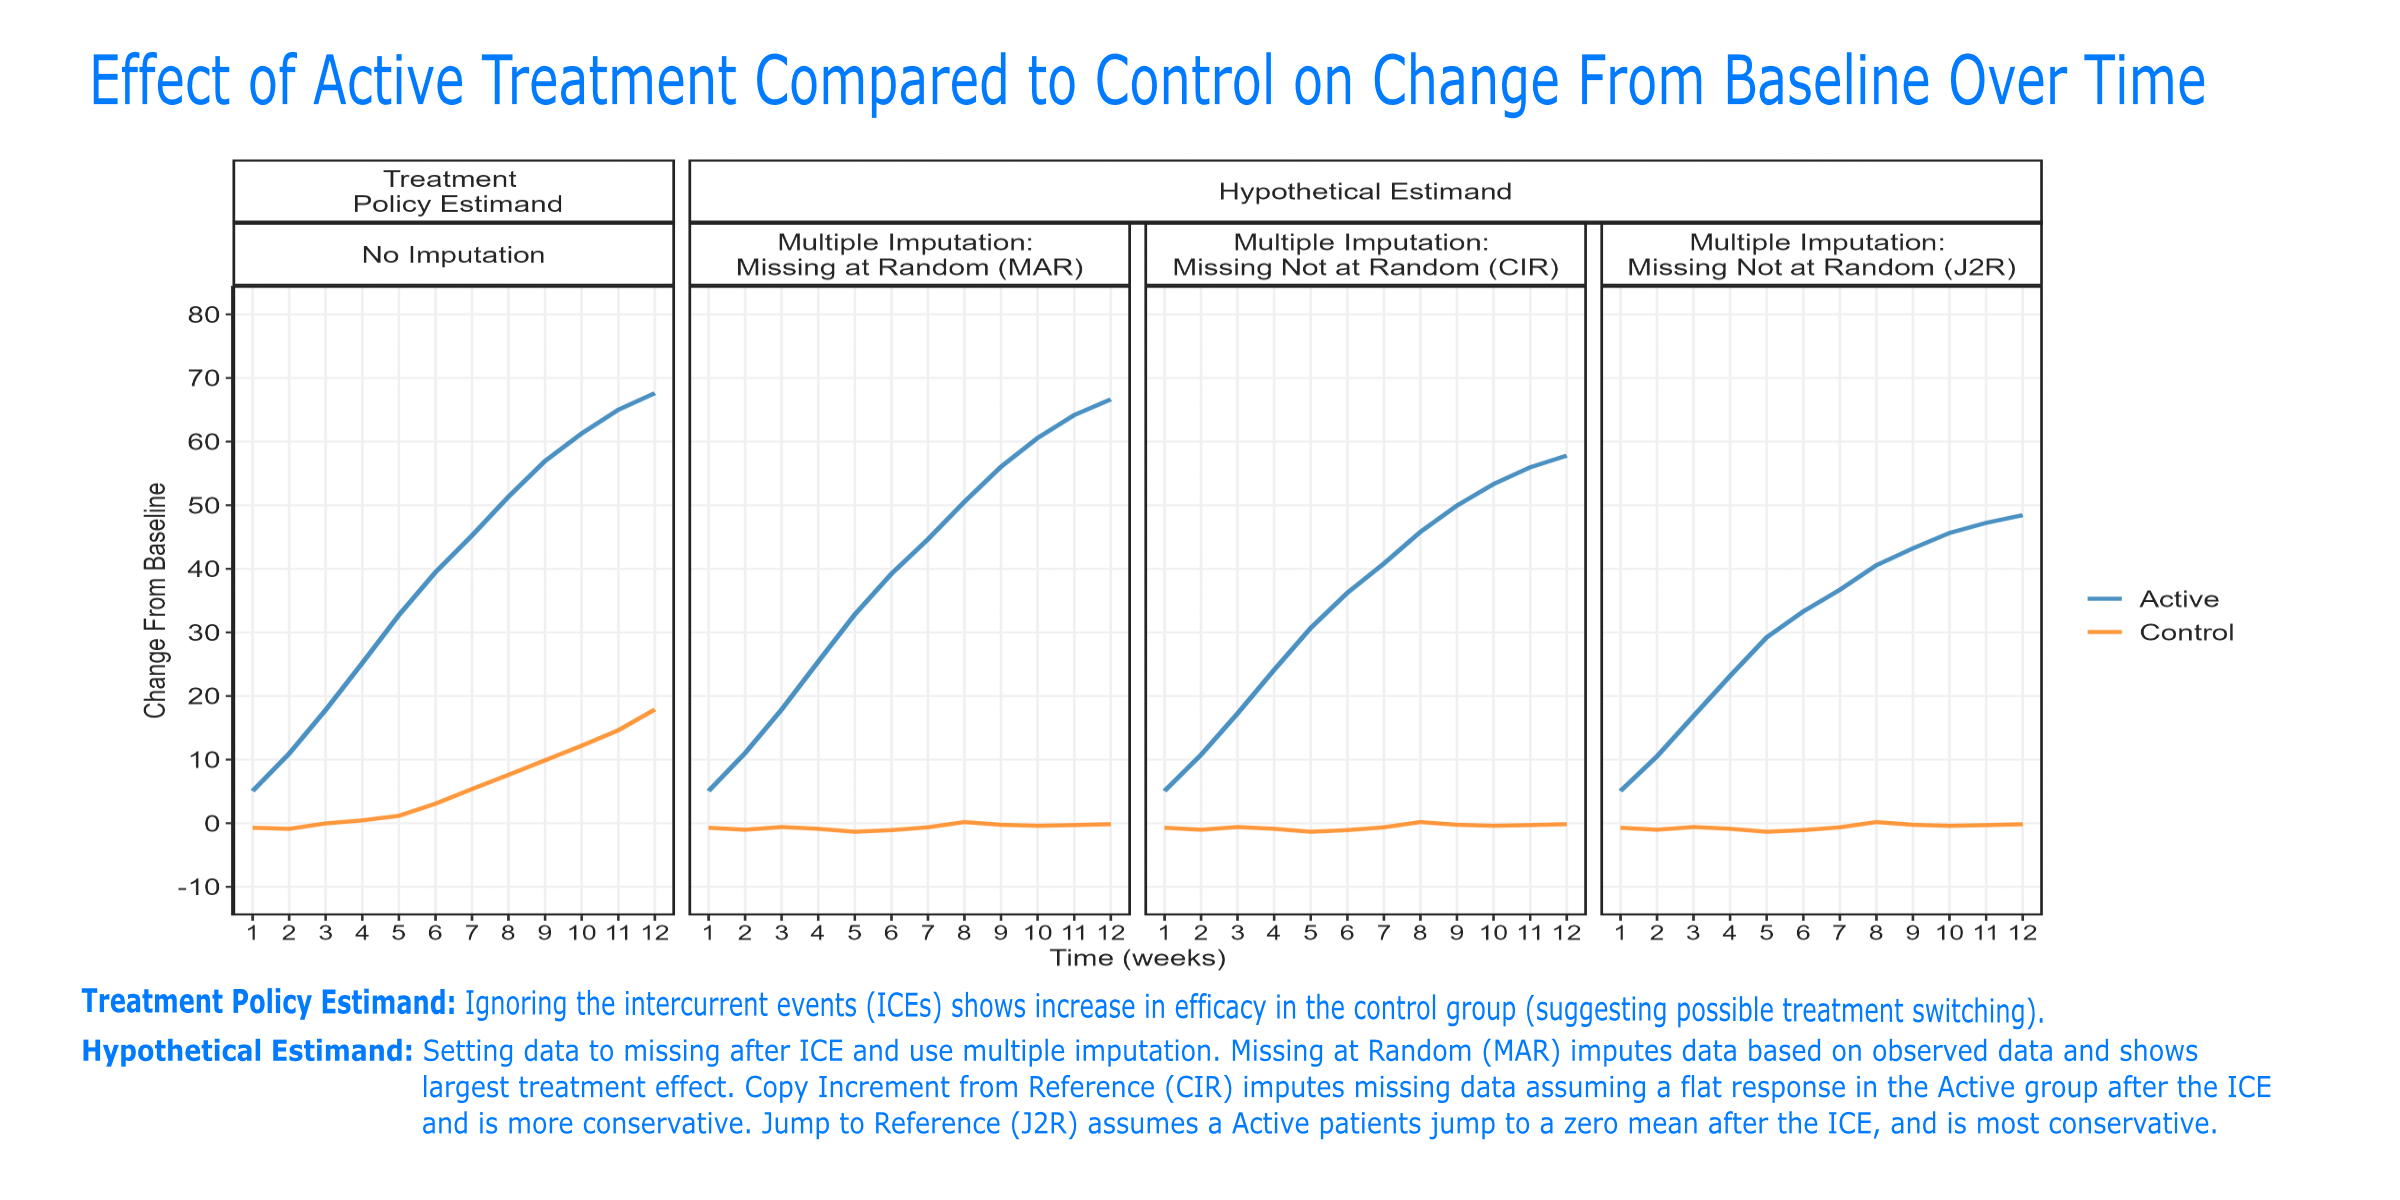 Effect of Active Treatment Compared to Control on Change From Baseline Over Time
Treatment
Policy Estimand
Hypothetical Estimand
No Imputation
Multiple Imputation:
Missing at Random (MAR)
Multiple Imputation:
Missing Not at Random (CIR)
Multiple Imputation:
Missing Not at Random (J2R)
Change From Baseline
80
70
60
50
40
30
20
10
0
-10
1 2 3 4 5 6 7 8 9 10 11 12
1 2 3 4 5 6 7 8 9 10 11 12
1 2 3 4 5 6 7 8 9 10 11 12
1 2 3 4 5 6 7 8 9 10 11 12
Time (weeks)
Active
Control
Treatment Policy Estimand: Ignoring the intercurrent events (ICEs) shows increase in efficacy in the control group (suggesting possible treatment switching).
Hypothetical Estimand: Setting data to missing after ICE and use multiple imputation. Missing at Random (MAR) imputes data based on observed data and shows
largest treatment effect. Copy Increment from Reference (CIR) imputes missing data assuming a flat response in the Active group after the ICE
and is more conservative. Jump to Reference (J2R) assumes a Active patients jump to a zero mean after the ICE, and is most conservative.